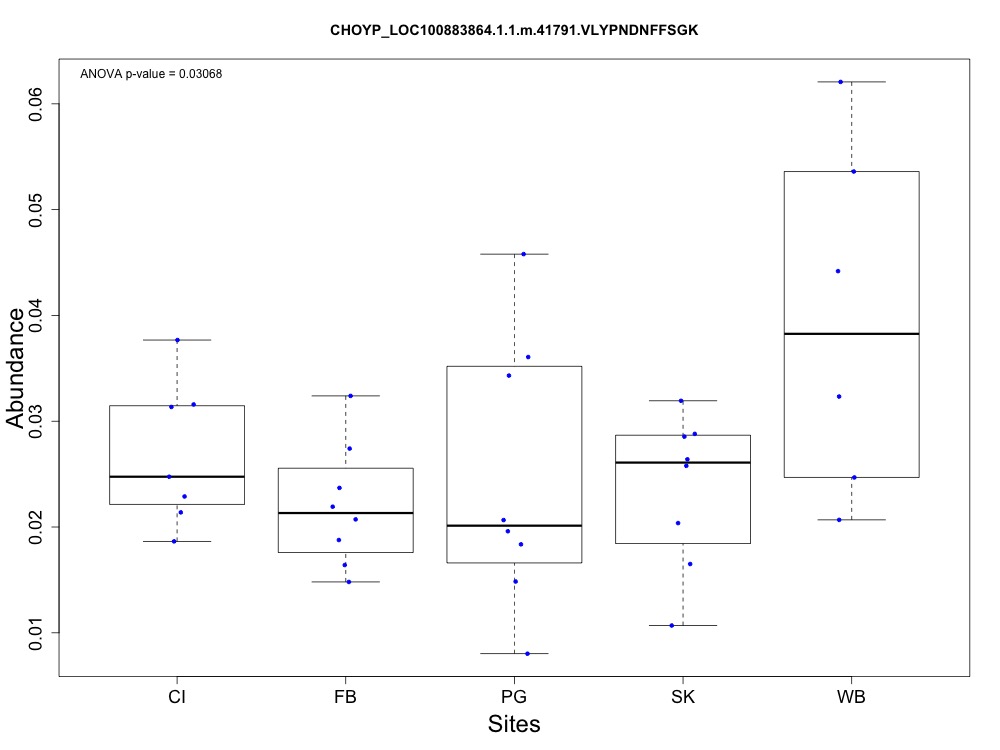 CHOYP_LOC100883864.1.1.m.41791.VLYPNDNFFSGK
ANOVA p-value = 0.03068
0.06
0.05
0.04
0.03
0.02
0.01
Abundance
CI FB PG SK WB
Sites